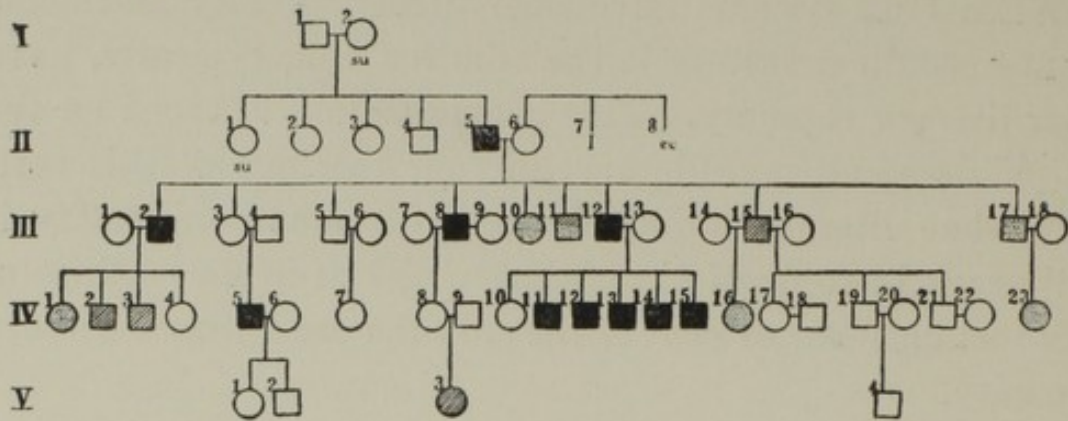 I 1 2
su
II 1 2 3 4 5 6 7 8
su
III 1 2 3 4 5 6 7 8 9 10 11 12 13 14 15 16 17 18
IV 1 2 3 4 5 6 7 8 9 10 11 12 13 14 15 16 17 18 19 20 21 22 23
V 1 2 3 4